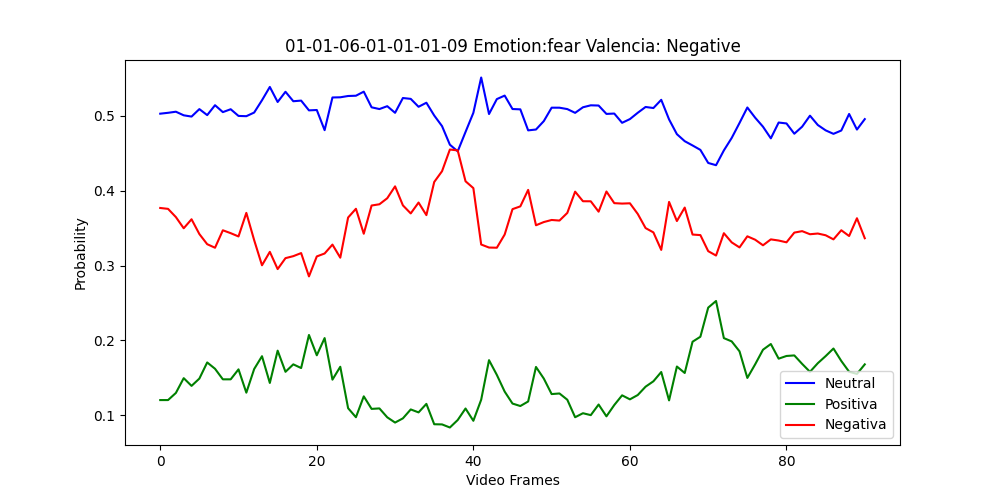 01-01-06-01-01-01-09 Emotion:fear Valencia: Negative
Probability
0.5
0.4
0.3
0.2
0.1
Neutral
Positiva
Negativa
0 20 40 60 80
Video Frames